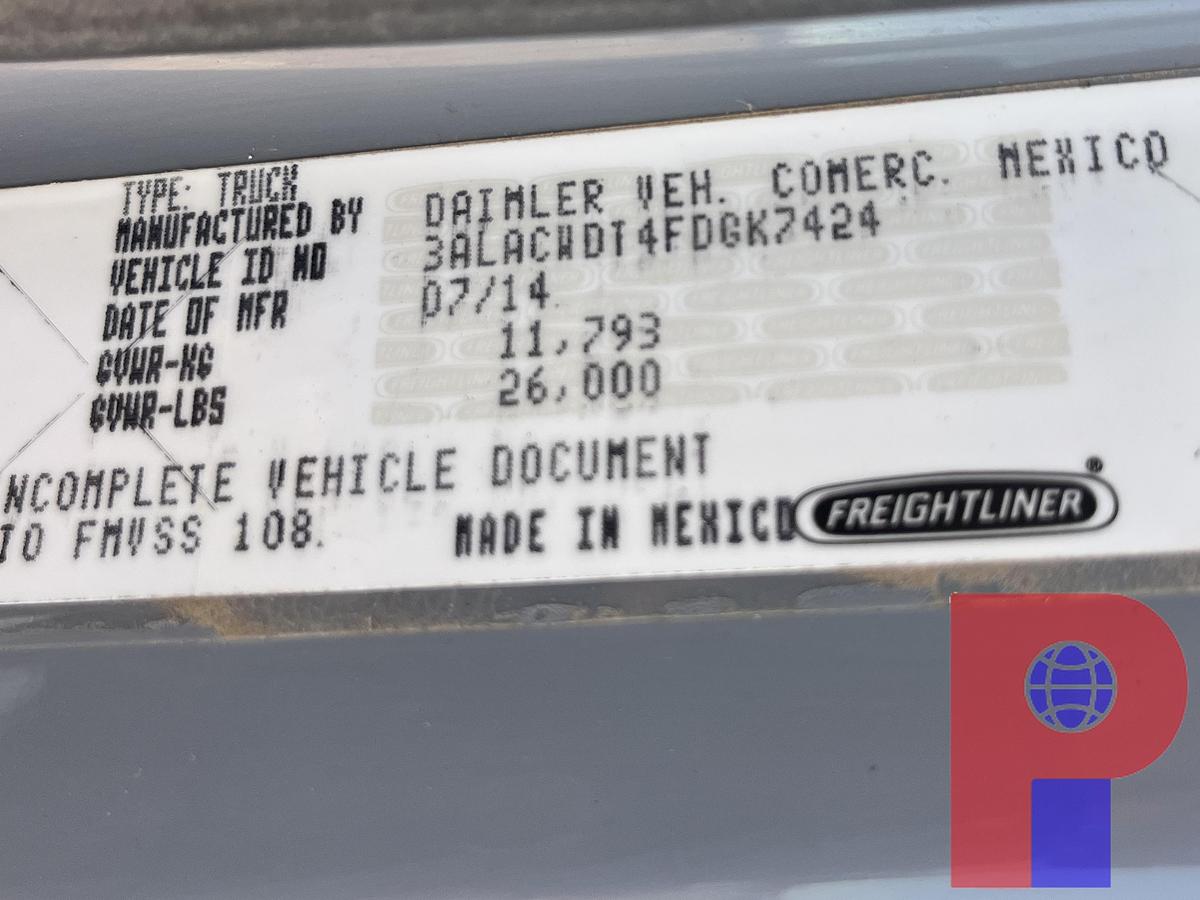 TYPE: TRUCK
MANUFACTURED BY DAIMLER VEH. COMERC. MEXICO
VEHICLE ID NO 3ALACWDT4FDGK7424
DATE OF MFR 07/14
GVWR-KG 11,793
GVWR-LBS 26,000
NCOMPLETE VEHICLE DOCUMENT
TO FMVSS 108. MADE IN MEXICO FREIGHTLINER®